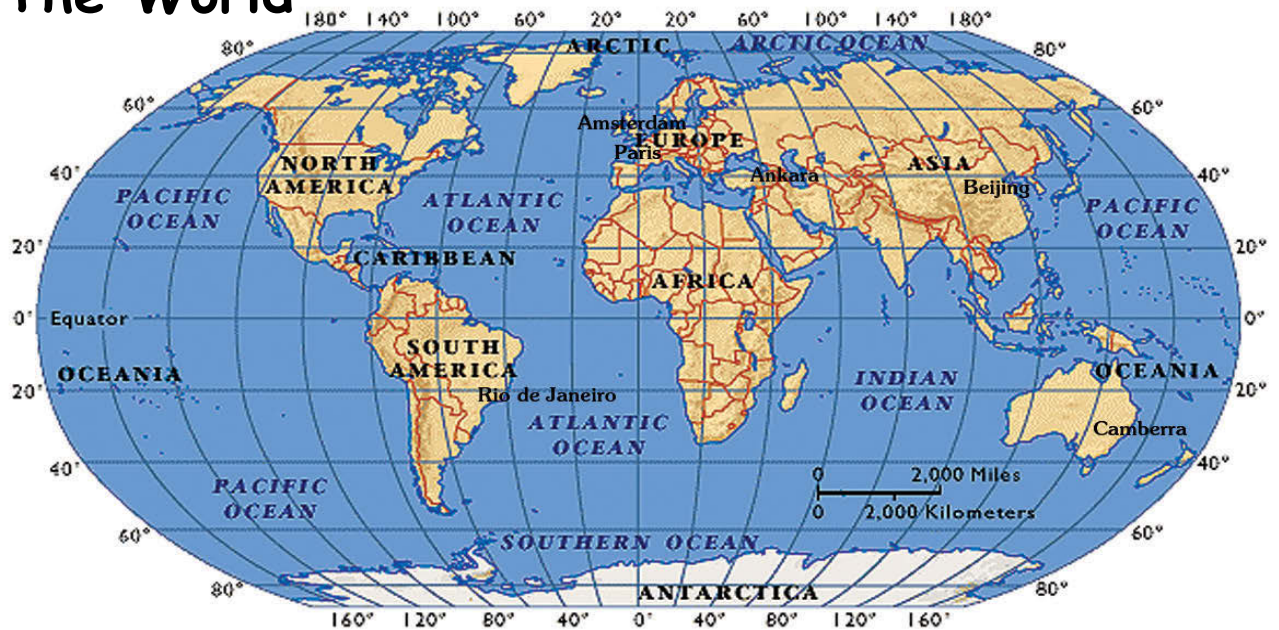 The World
180° 140° 100° 60° 20° 20° 60° 100° 140° 180°
80° ARCTIC ARCTIC OCEAN 80°
60° 60°
Amsterdam
EUROPE
Paris
NORTH AMERICA
ASIA
40° Ankara 40°
Beijing
PACIFIC OCEAN
ATLANTIC OCEAN
PACIFIC OCEAN
20° 20°
CARIBBEAN
AFRICA
0° Equator 0°
SOUTH AMERICA
OCEANIA
OCEANIA
INDIAN OCEAN
20° 20°
Rio de Janeiro
ATLANTIC OCEAN
Camberra
40° 40°
0 2,000 Miles
0 2,000 Kilometers
PACIFIC OCEAN
60° 60°
SOUTHERN OCEAN
80° ANTARCTICA 80°
160° 120° 80° 40° 0° 40° 80° 120° 160°